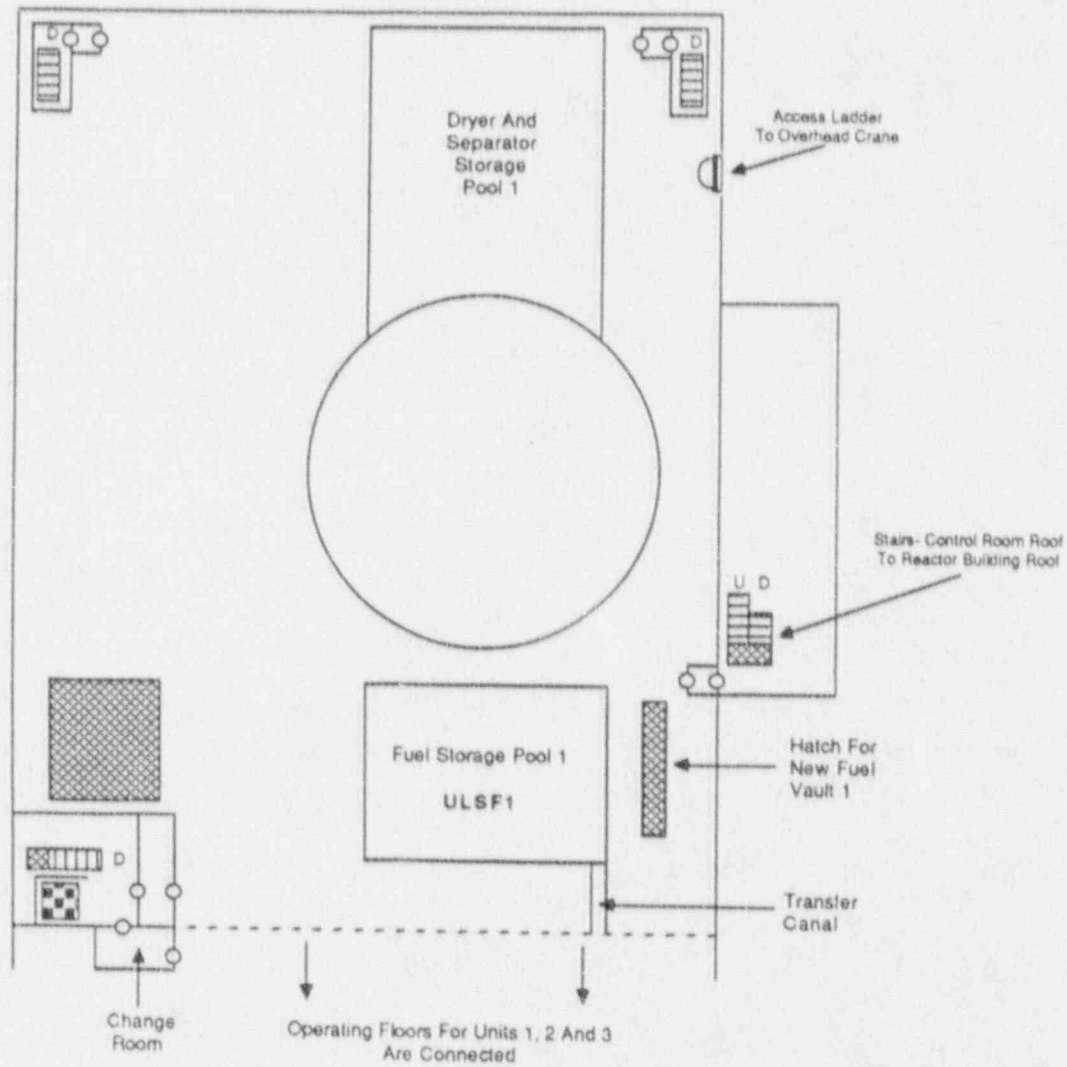 D
D
Dryer And
Separator
Storage
Pool 1
Access Ladder
To Overhead Crane
Stairs- Control Room Roof
To Reactor Building Roof
U D
Fuel Storage Pool 1
ULSF1
Hatch For
New Fuel
Vault 1
D
Transfer
Canal
Change
Room
Operating Floors For Units 1, 2 And 3
Are Connected